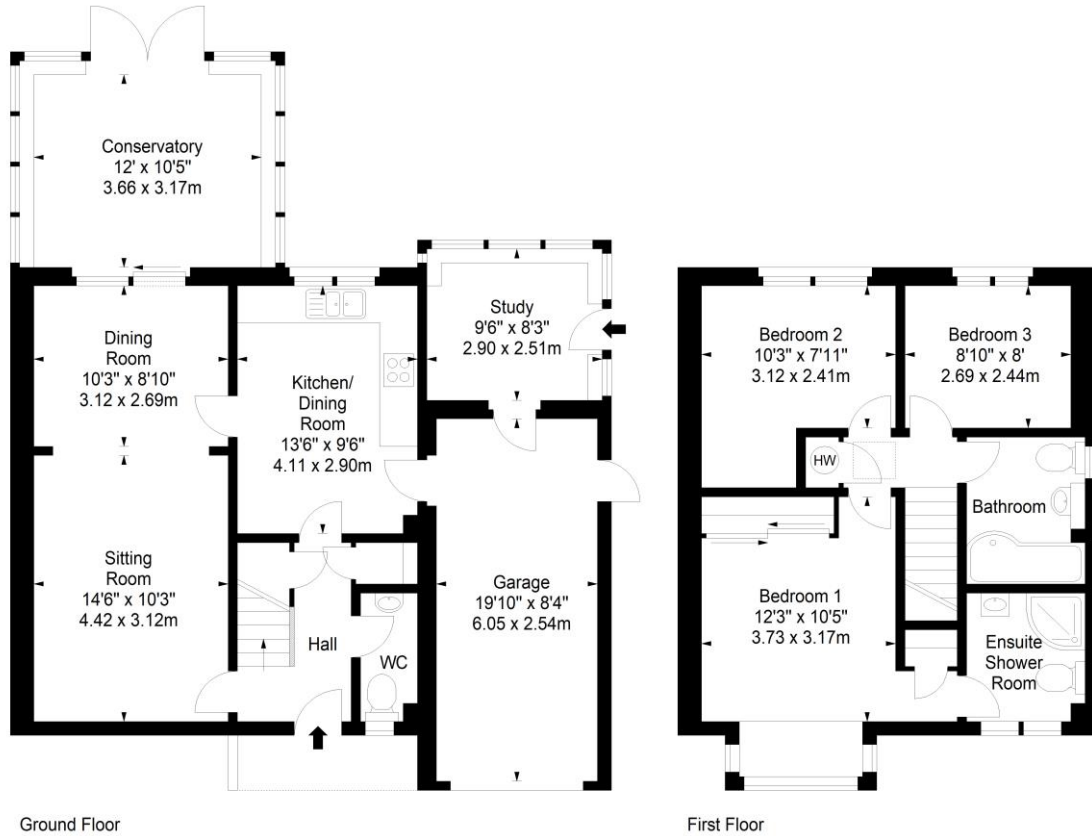 Conservatory
12' x 10'5"
3.66 x 3.17m
Dining
Room
10'3" x 8'10"
3.12 x 2.69m
Kitchen/
Dining
Room
13'6" x 9'6"
4.11 x 2.90m
Study
9'6" x 8'3"
2.90 x 2.51m
Sitting
Room
14'6" x 10'3"
4.42 x 3.12m
Hall
WC
Garage
19'10" x 8'4"
6.05 x 2.54m
Ground Floor
Bedroom 2
10'3" x 7'11"
3.12 x 2.41m
Bedroom 3
8'10" x 8'
2.69 x 2.44m
HW
Bathroom
Bedroom 1
12'3" x 10'5"
3.73 x 3.17m
Ensuite
Shower
Room
First Floor